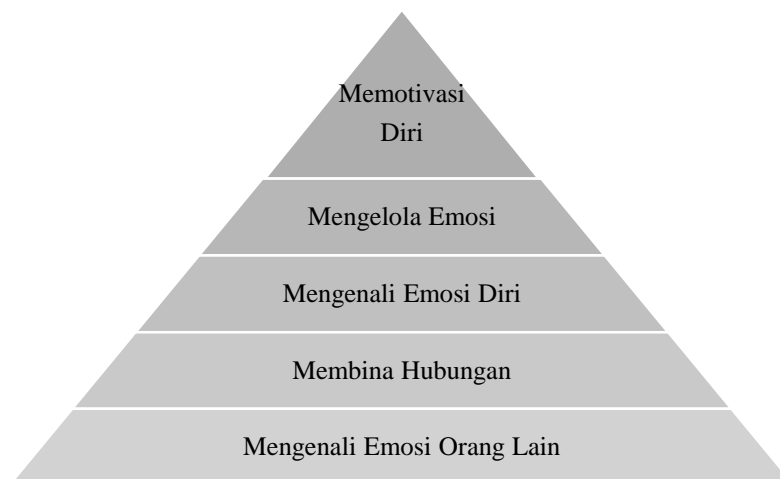 Memotivasi
Diri
Mengelola Emosi
Mengenali Emosi Diri
Membina Hubungan
Mengenali Emosi Orang Lain